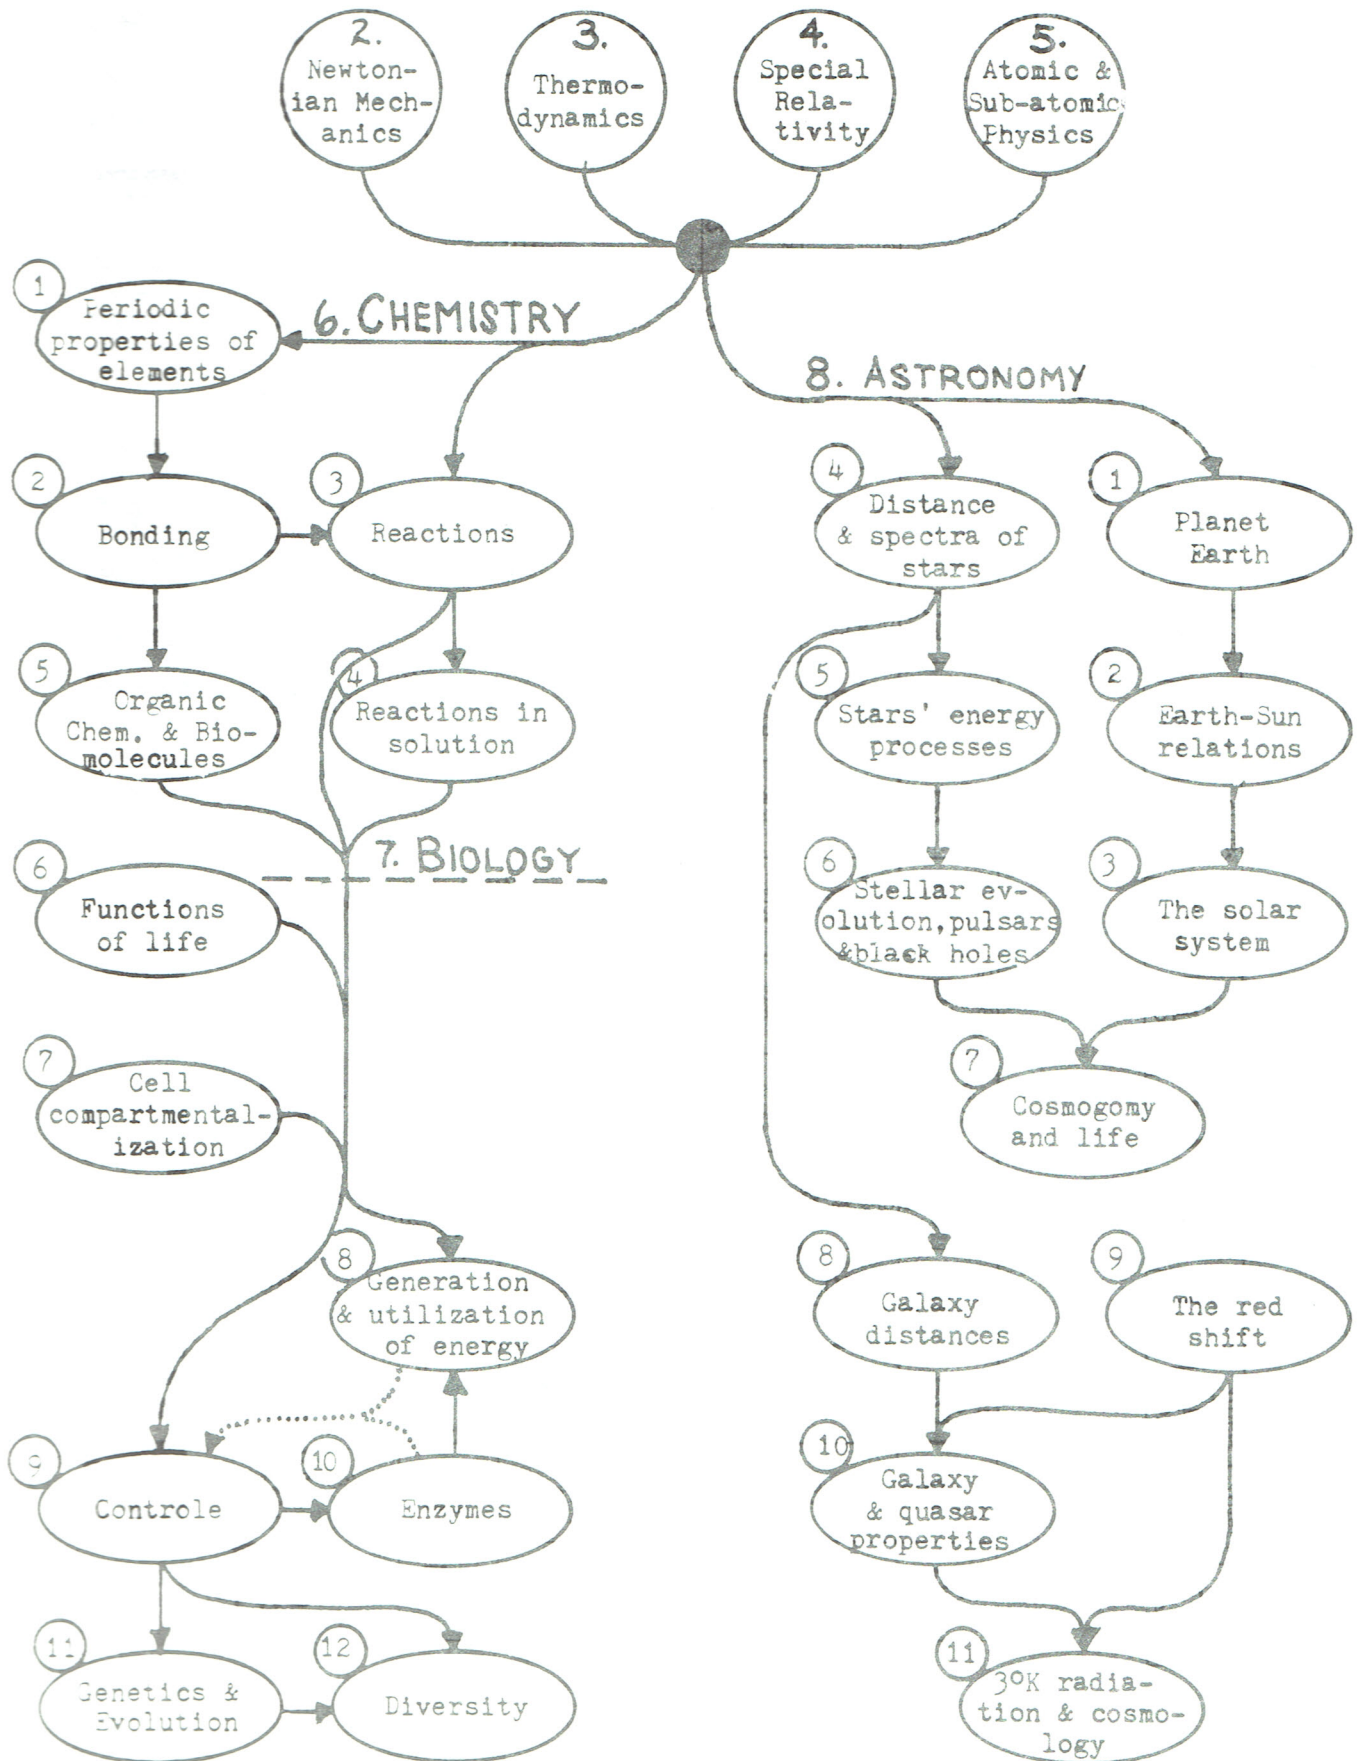 2.
Newton-
ian Mech-
anics
3.
Thermo-
dynamics
4.
Special
Rela-
tivity
5.
Atomic &
Sub-atomic
Physics
6. CHEMISTRY
1
Periodic
properties of
elements
2
Bonding
3
Reactions
4
Reactions in
solution
5
Organic
Chem. & Bio-
molecules
7. BIOLOGY
6
Functions
of life
7
Cell
compartmental-
ization
8
Generation
& utilization
of energy
9
Controle
10
Enzymes
11
Genetics &
Evolution
12
Diversity
8. ASTRONOMY
1
Planet
Earth
2
Earth-Sun
relations
3
The solar
system
4
Distance
& spectra of
stars
5
Stars' energy
processes
6
Stellar ev-
olution, pulsars
&black holes
7
Cosmogomy
and life
8
Galaxy
distances
9
The red
shift
10
Galaxy
& quasar
properties
11
3°K radia-
tion & cosmo-
logy